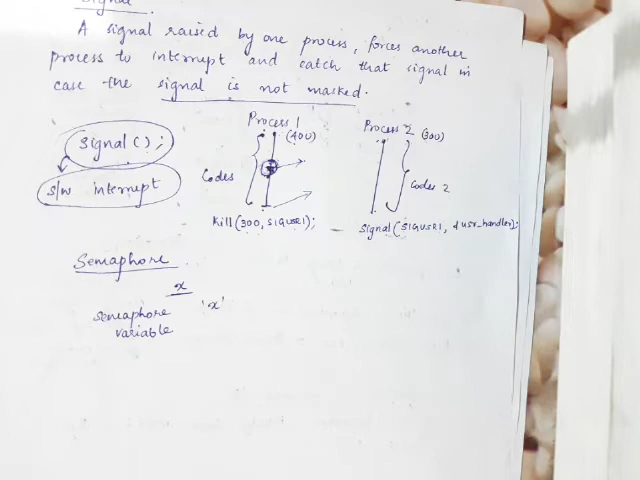 Signal.
A signal raised by one process, forces another
process to interrupt and catch that signal in
case the signal is not masked.
Signal();
s/w interrupt
Process 1
(400)
Codes
Kill(300, SIGUSR1);
Process 2 (300)
Codes 2
Signal(SIGUSR1, &usr_handler);
Semaphore
x
semaphore 'x'
variable